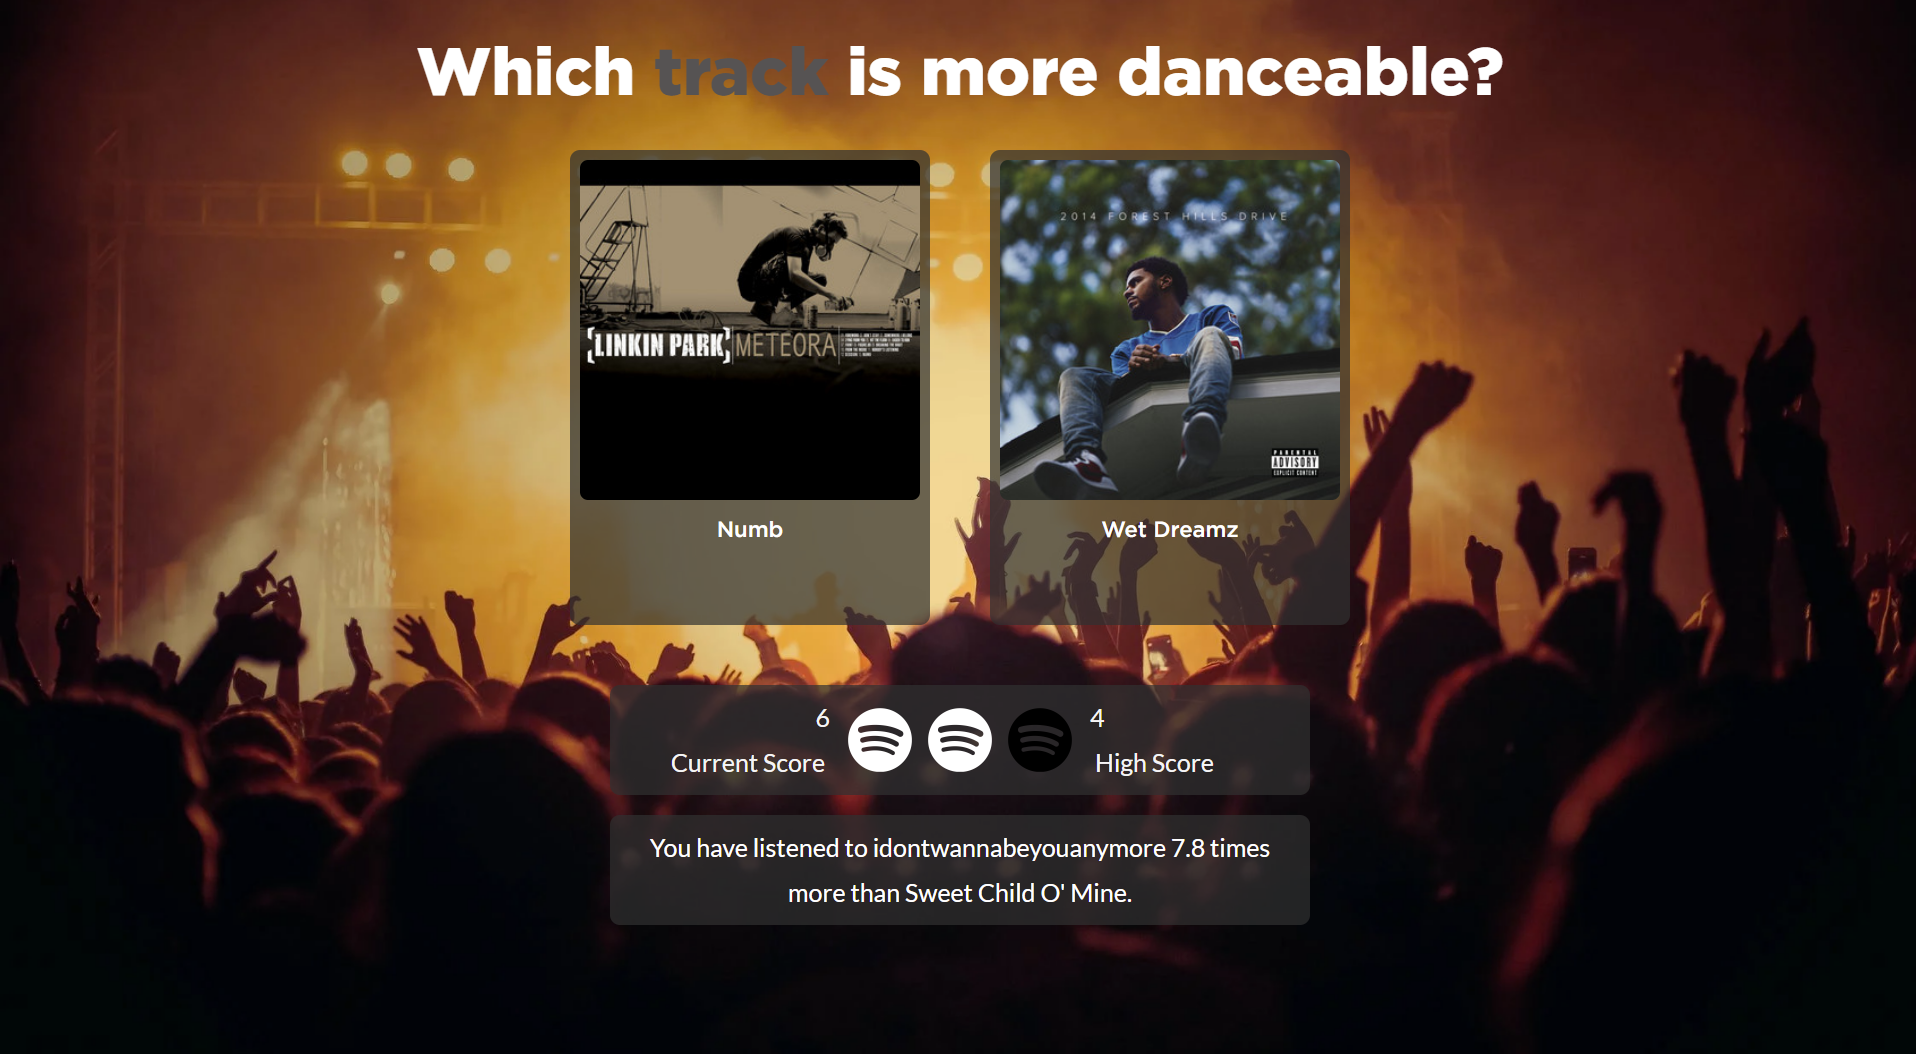 Which track is more danceable?
[LINKIN PARK] METEORA
2014 FOREST HILLS DRIVE
PARENTAL
ADVISORY
EXPLICIT CONTENT
Numb
Wet Dreamz
6
Current Score
4
High Score
You have listened to idontwannabeyouanymore 7.8 times
more than Sweet Child O' Mine.